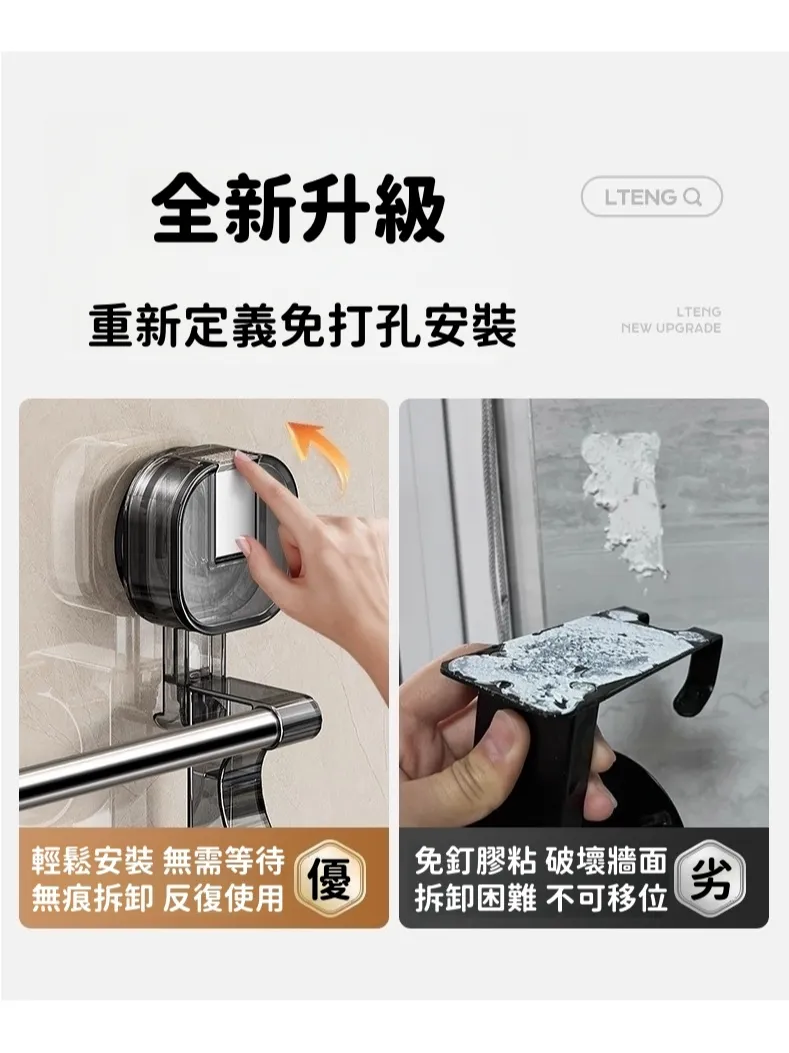 全新升級
LTENG
重新定義免打孔安裝
LTENG
NEW UPGRADE
輕鬆安裝 無需等待
無痕拆卸 反復使用
優
免釘膠粘 破壞牆面
拆卸困難 不可移位
劣